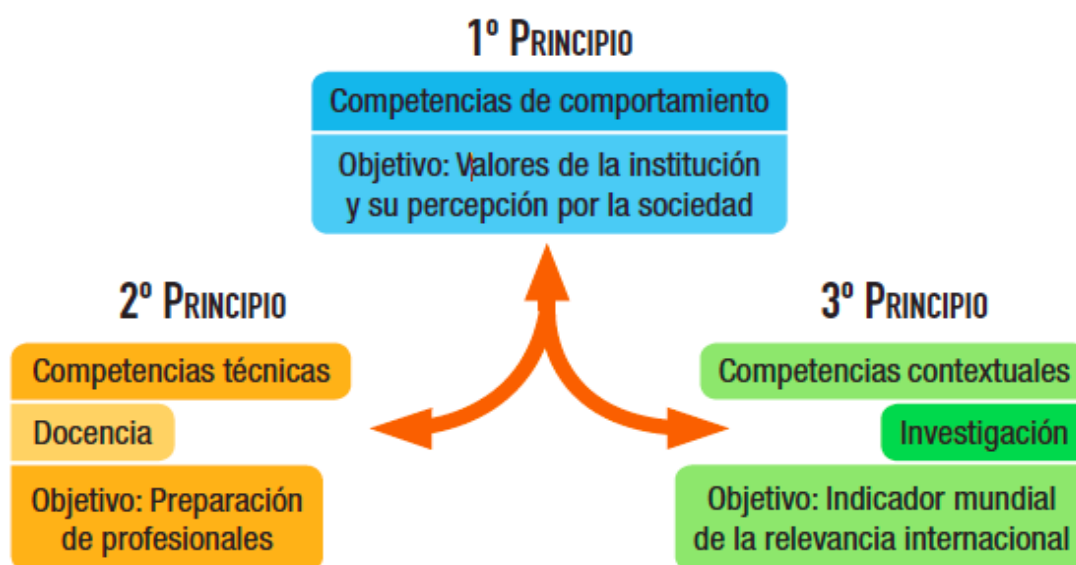 1º Principio
Competencias de comportamiento
Objetivo: Valores de la institución
y su percepción por la sociedad
2º Principio
Competencias técnicas
Docencia
Objetivo: Preparación
de profesionales
3º Principio
Competencias contextuales
Investigación
Objetivo: Indicador mundial
de la relevancia internacional